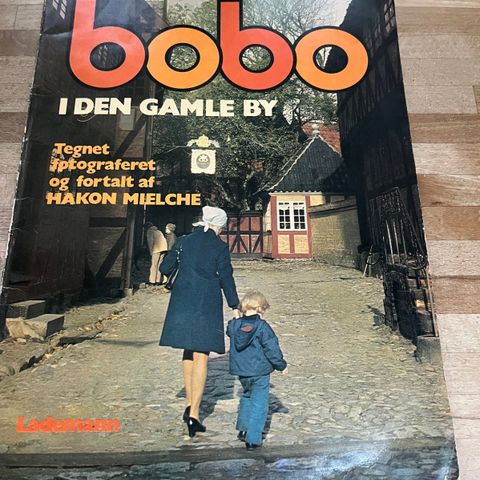 bobo
I DEN GAMLE BY
Tegnet
fotograferet
og fortalt af
HAKON MIELCHE
Lademann